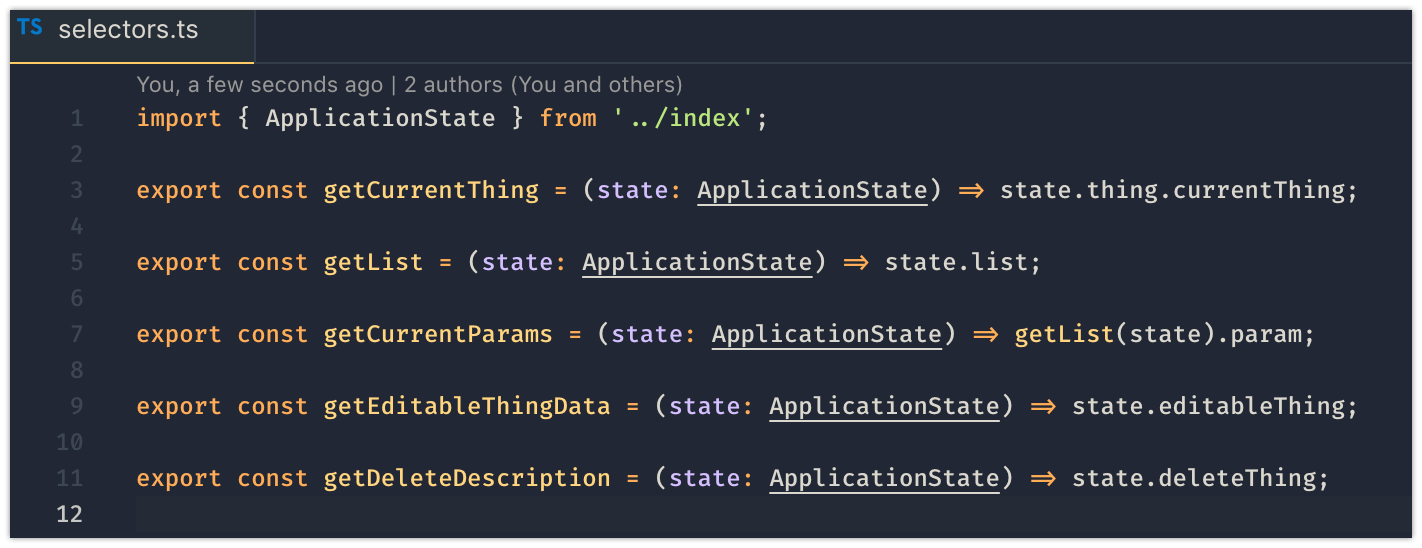 TS selectors.ts
You, a few seconds ago | 2 authors (You and others)
1 import { ApplicationState } from '../index';
2
3 export const getCurrentThing = (state: ApplicationState) => state.thing.currentThing;
4
5 export const getList = (state: ApplicationState) => state.list;
6
7 export const getCurrentParams = (state: ApplicationState) => getList(state).param;
8
9 export const getEditableThingData = (state: ApplicationState) => state.editableThing;
10
11 export const getDeleteDescription = (state: ApplicationState) => state.deleteThing;
12